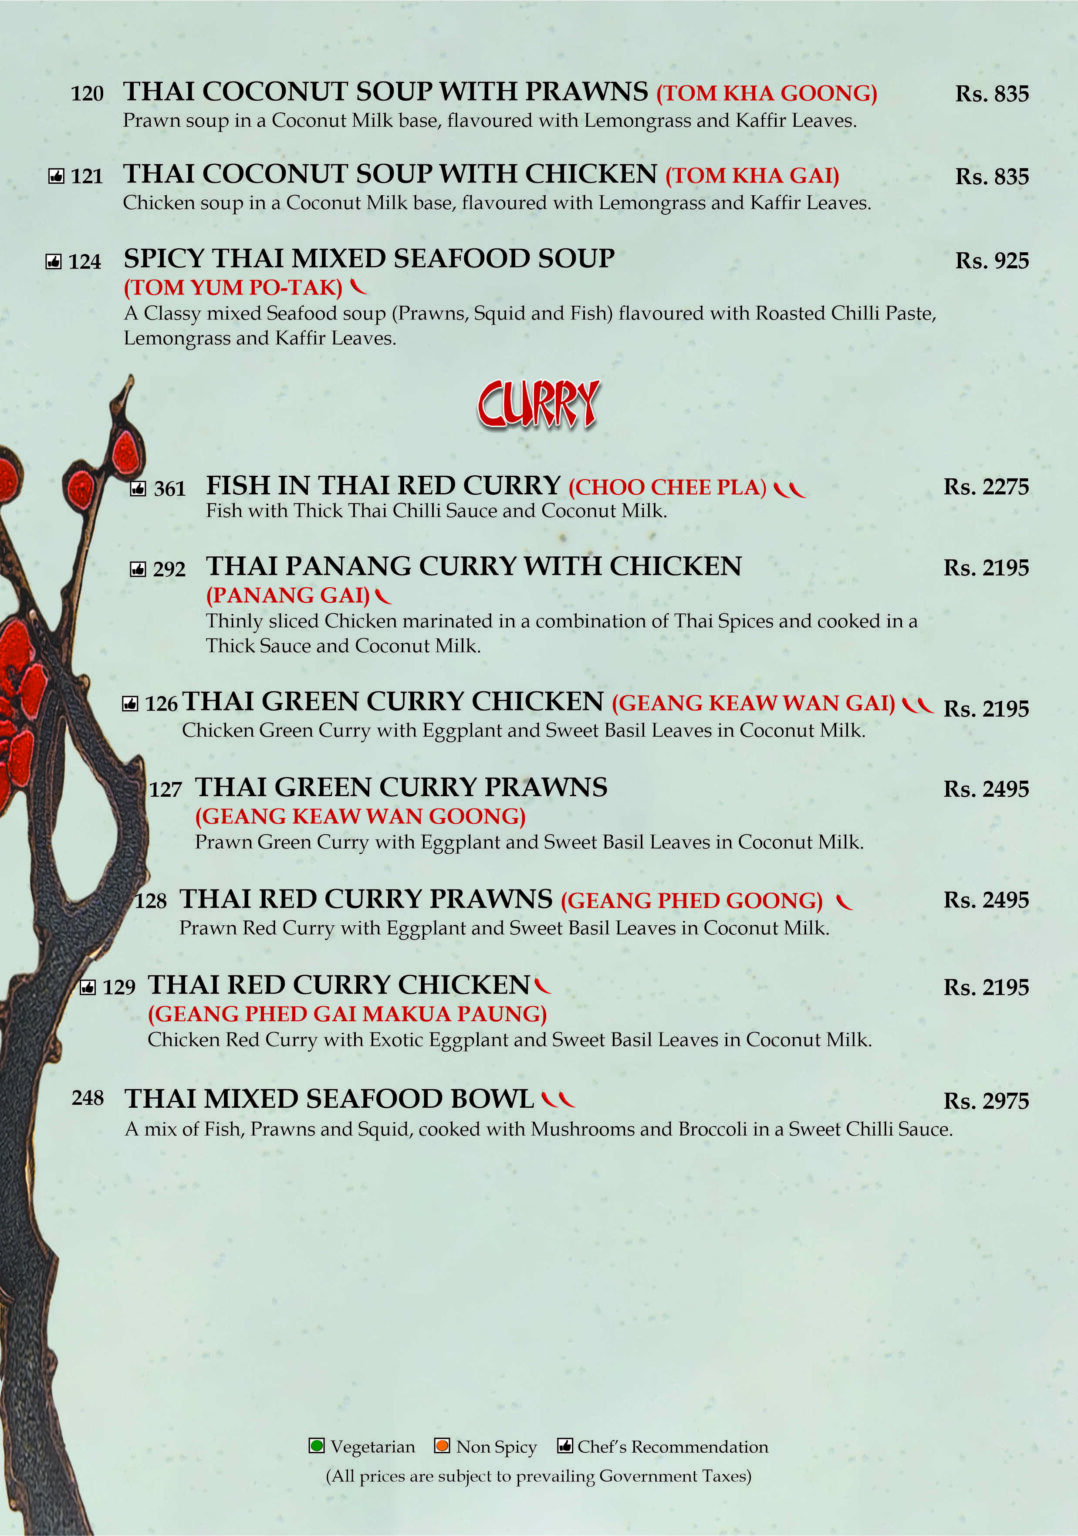 120 THAI COCONUT SOUP WITH PRAWNS (TOM KHA GOONG) Rs. 835
Prawn soup in a Coconut Milk base, flavoured with Lemongrass and Kaffir Leaves.
121 THAI COCONUT SOUP WITH CHICKEN (TOM KHA GAI) Rs. 835
Chicken soup in a Coconut Milk base, flavoured with Lemongrass and Kaffir Leaves.
124 SPICY THAI MIXED SEAFOOD SOUP Rs. 925
(TOM YUM PO-TAK)
A Classy mixed Seafood soup (Prawns, Squid and Fish) flavoured with Roasted Chilli Paste,
Lemongrass and Kaffir Leaves.
CURRY
361 FISH IN THAI RED CURRY (CHOO CHEE PLA) Rs. 2275
Fish with Thick Thai Chilli Sauce and Coconut Milk.
292 THAI PANANG CURRY WITH CHICKEN Rs. 2195
(PANANG GAI)
Thinly sliced Chicken marinated in a combination of Thai Spices and cooked in a
Thick Sauce and Coconut Milk.
126 THAI GREEN CURRY CHICKEN (GEANG KEAW WAN GAI) Rs. 2195
Chicken Green Curry with Eggplant and Sweet Basil Leaves in Coconut Milk.
127 THAI GREEN CURRY PRAWNS Rs. 2495
(GEANG KEAW WAN GOONG)
Prawn Green Curry with Eggplant and Sweet Basil Leaves in Coconut Milk.
128 THAI RED CURRY PRAWNS (GEANG PHED GOONG) Rs. 2495
Prawn Red Curry with Eggplant and Sweet Basil Leaves in Coconut Milk.
129 THAI RED CURRY CHICKEN Rs. 2195
(GEANG PHED GAI MAKUA PAUNG)
Chicken Red Curry with Exotic Eggplant and Sweet Basil Leaves in Coconut Milk.
248 THAI MIXED SEAFOOD BOWL Rs. 2975
A mix of Fish, Prawns and Squid, cooked with Mushrooms and Broccoli in a Sweet Chilli Sauce.
Vegetarian Non Spicy Chef's Recommendation
(All prices are subject to prevailing Government Taxes)